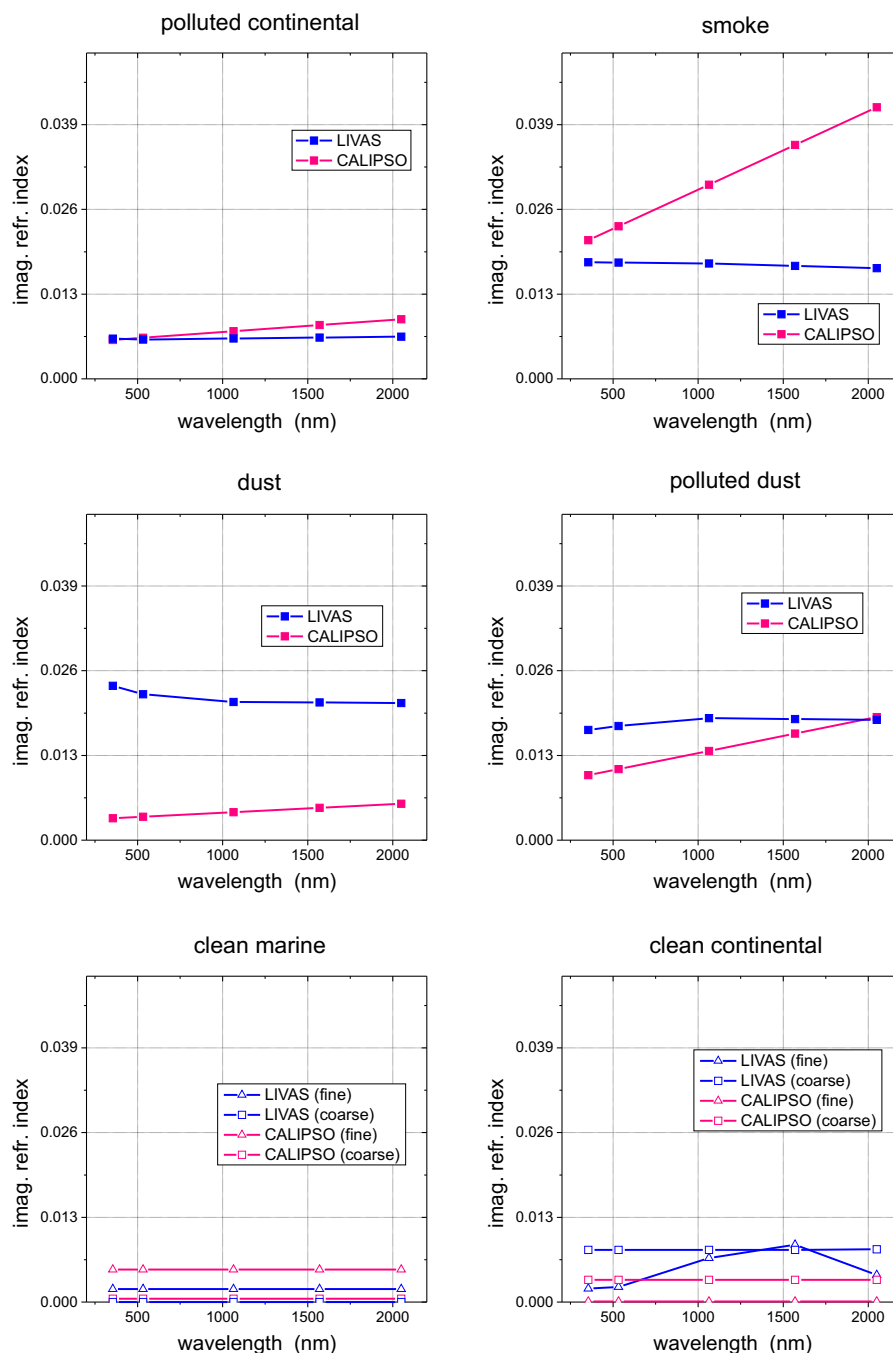 polluted continental
smoke
0.039
0.026
0.013
0.000
imag. refr. index
LIVAS
CALIPSO
500
1000
1500
2000
wavelength (nm)
0.039
0.026
0.013
0.000
imag. refr. index
LIVAS
CALIPSO
500
1000
1500
2000
wavelength (nm)
dust
polluted dust
0.039
0.026
0.013
0.000
imag. refr. index
LIVAS
CALIPSO
500
1000
1500
2000
wavelength (nm)
0.039
0.026
0.013
0.000
imag. refr. index
LIVAS
CALIPSO
500
1000
1500
2000
wavelength (nm)
clean marine
clean continental
0.039
0.026
0.013
0.000
imag. refr. index
LIVAS (fine)
LIVAS (coarse)
CALIPSO (fine)
CALIPSO (coarse)
500
1000
1500
2000
wavelength (nm)
0.039
0.026
0.013
0.000
imag. refr. index
LIVAS (fine)
LIVAS (coarse)
CALIPSO (fine)
CALIPSO (coarse)
500
1000
1500
2000
wavelength (nm)